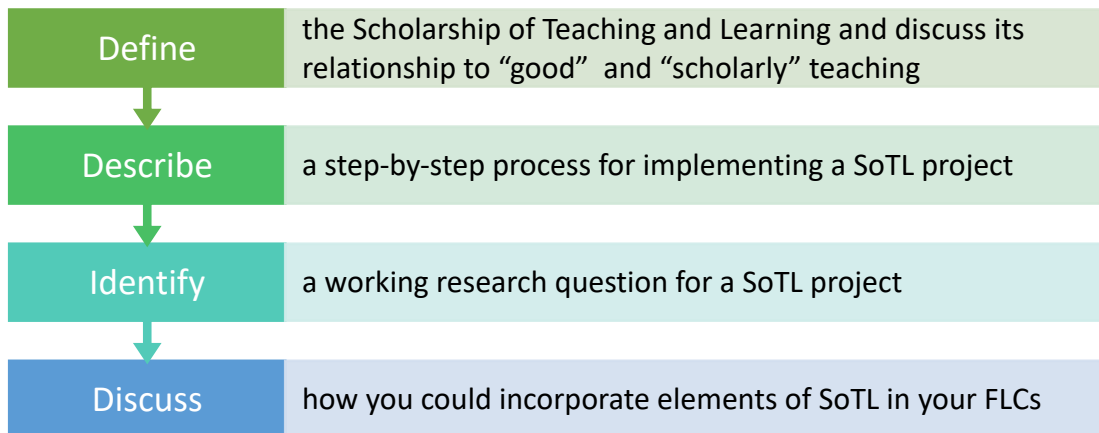 Define
the Scholarship of Teaching and Learning and discuss its
relationship to “good”  and “scholarly” teaching
Describe
a step-by-step process for implementing a SoTL project
Identify
a working research question for a SoTL project
Discuss
how you could incorporate elements of SoTL in your FLCs